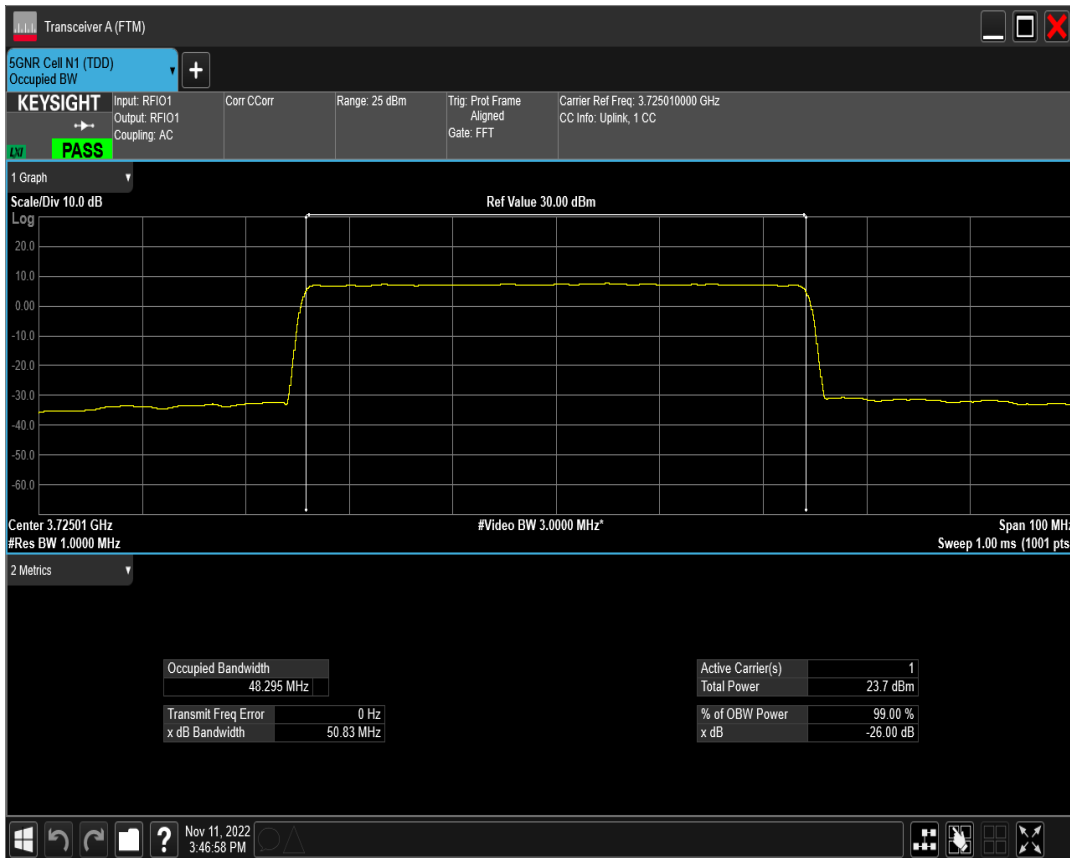 Transceiver A (FTM)
5GNR Cell N1 (TDD)
Occupied BW
+
KEYSIGHT
LXI
PASS
Input: RFIO1
Output: RFIO1
Coupling: AC
Corr CCorr
Range: 25 dBm
Trig: Prot Frame
Aligned
Gate: FFT
Carrier Ref Freq: 3.725010000 GHz
CC Info: Uplink, 1 CC
1 Graph
Scale/Div 10.0 dB
Ref Value 30.00 dBm
Log
20.0
10.0
0.00
-10.0
-20.0
-30.0
-40.0
-50.0
-60.0
Center 3.72501 GHz
#Video BW 3.0000 MHz*
Span 100 MHz
#Res BW 1.0000 MHz
Sweep 1.00 ms (1001 pts
2 Metrics
Occupied Bandwidth
48.295 MHz
Transmit Freq Error 0 Hz
x dB Bandwidth 50.83 MHz
Active Carrier(s) 1
Total Power 23.7 dBm
% of OBW Power 99.00 %
x dB -26.00 dB
?
Nov 11, 2022
3:46:58 PM